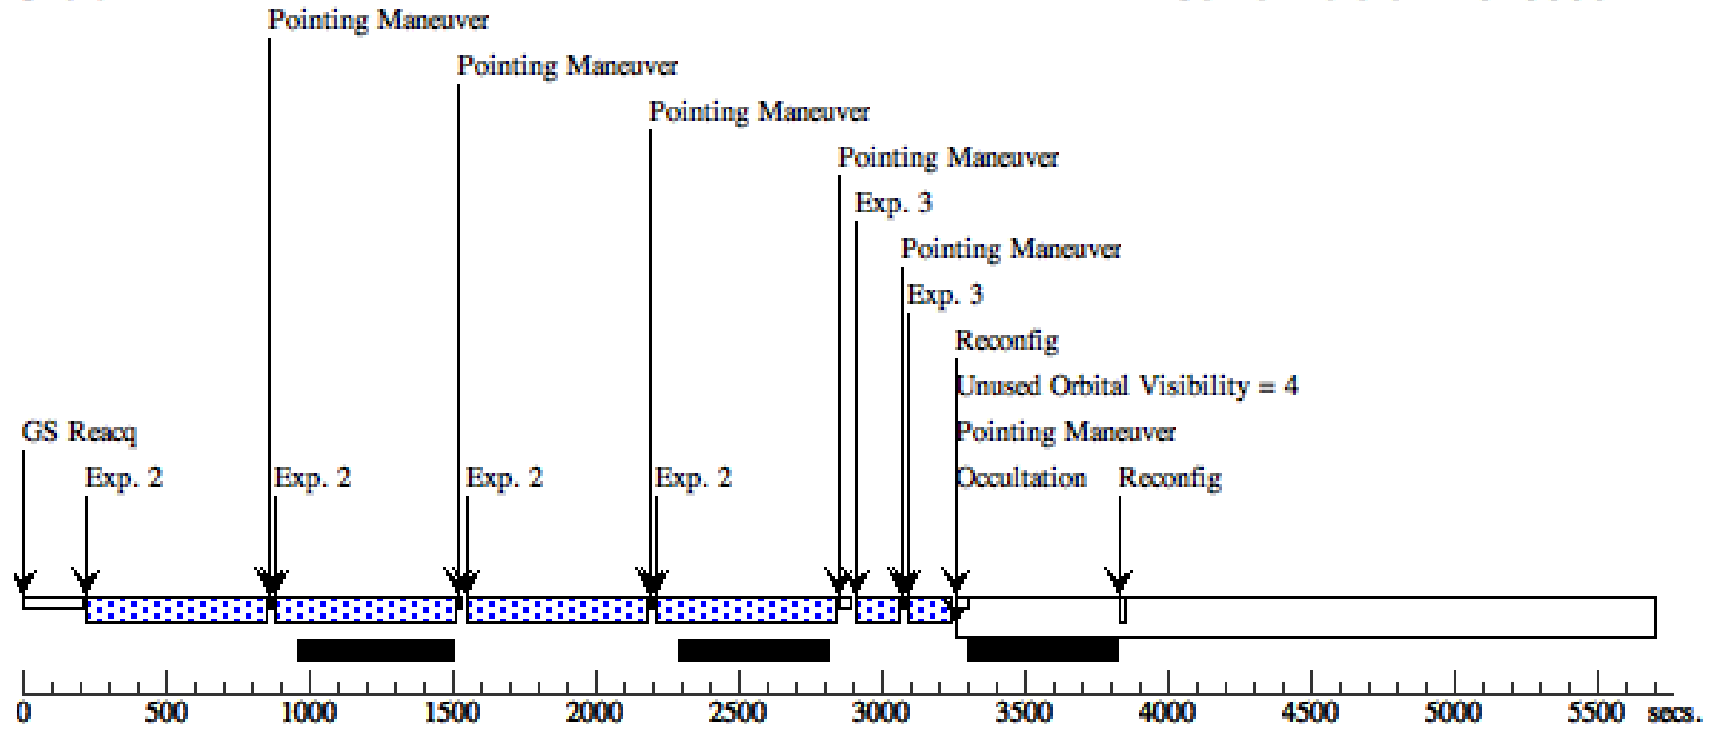 Pointing Maneuver
Pointing Maneuver
Pointing Maneuver
Pointing Maneuver
Exp. 3
Pointing Maneuver
Exp. 3
Reconfig
Unused Orbital Visibility = 4
GS Reacq Pointing Maneuver
Exp. 2 Exp. 2 Exp. 2 Exp. 2 Occultation Reconfig
0 500 1000 1500 2000 2500 3000 3500 4000 4500 5000 5500 secs.